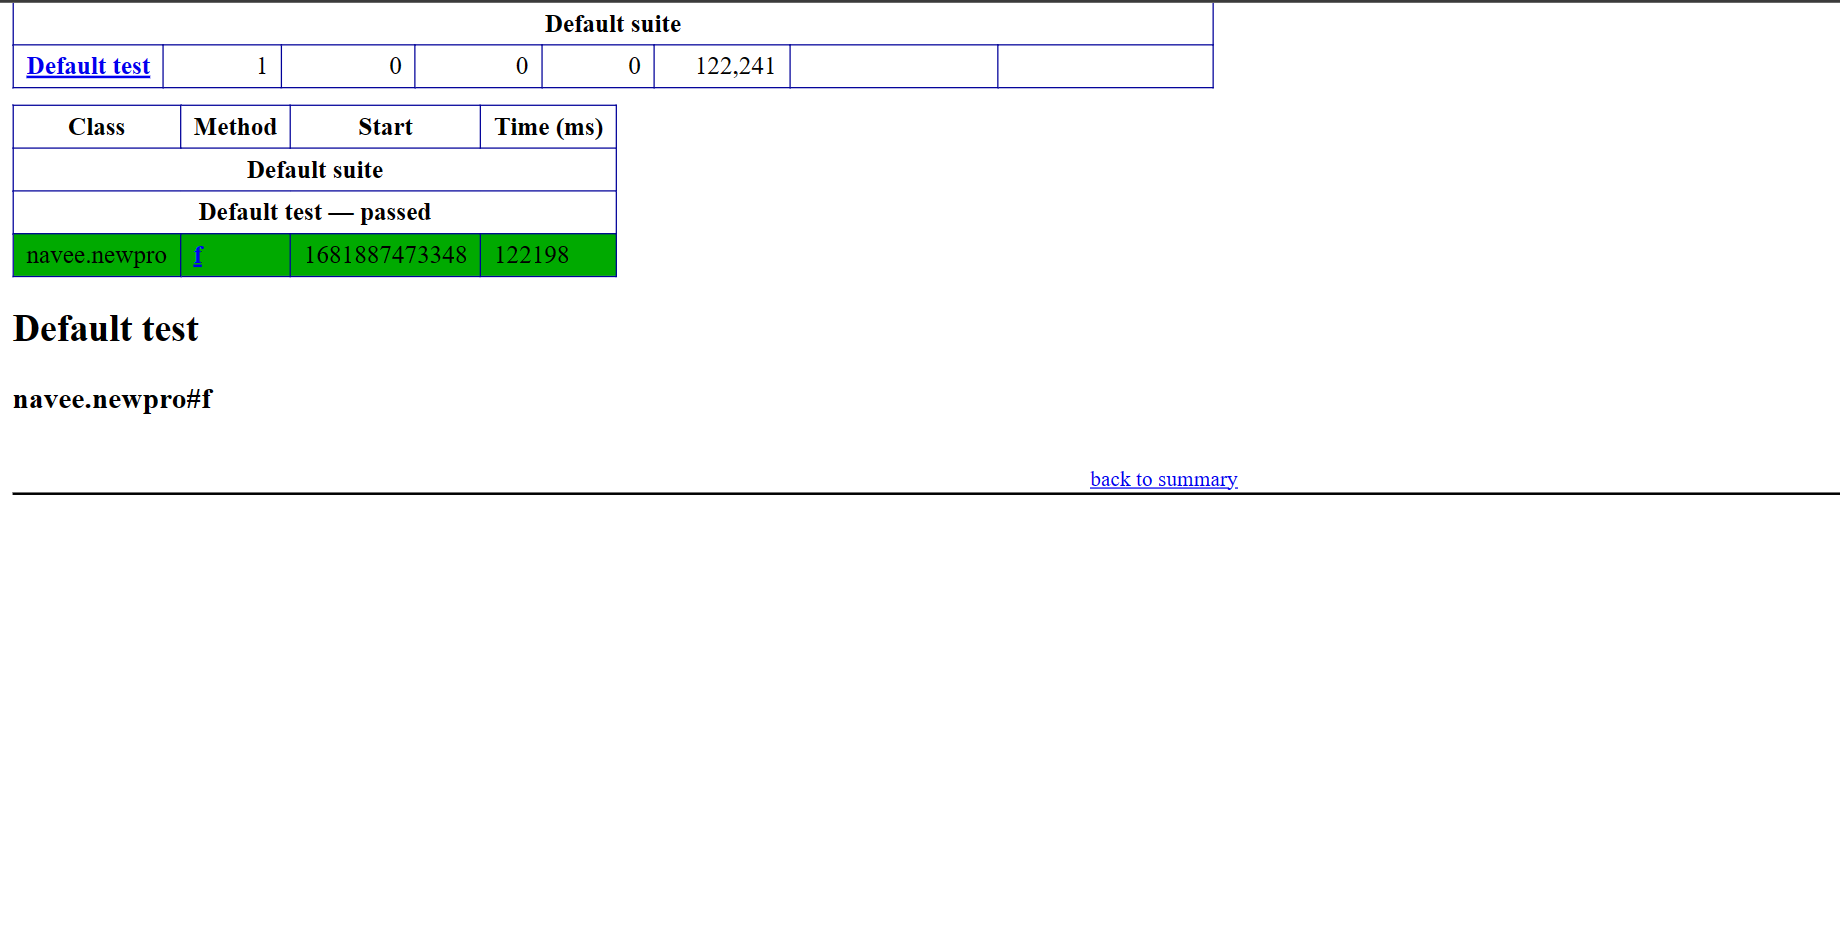 Default suite
Default test 1 0 0 0 122,241
Class Method Start Time (ms)
Default suite
Default test — passed
navee.newpro f 1681887473348 122198
Default test
navee.newpro#f
back to summary